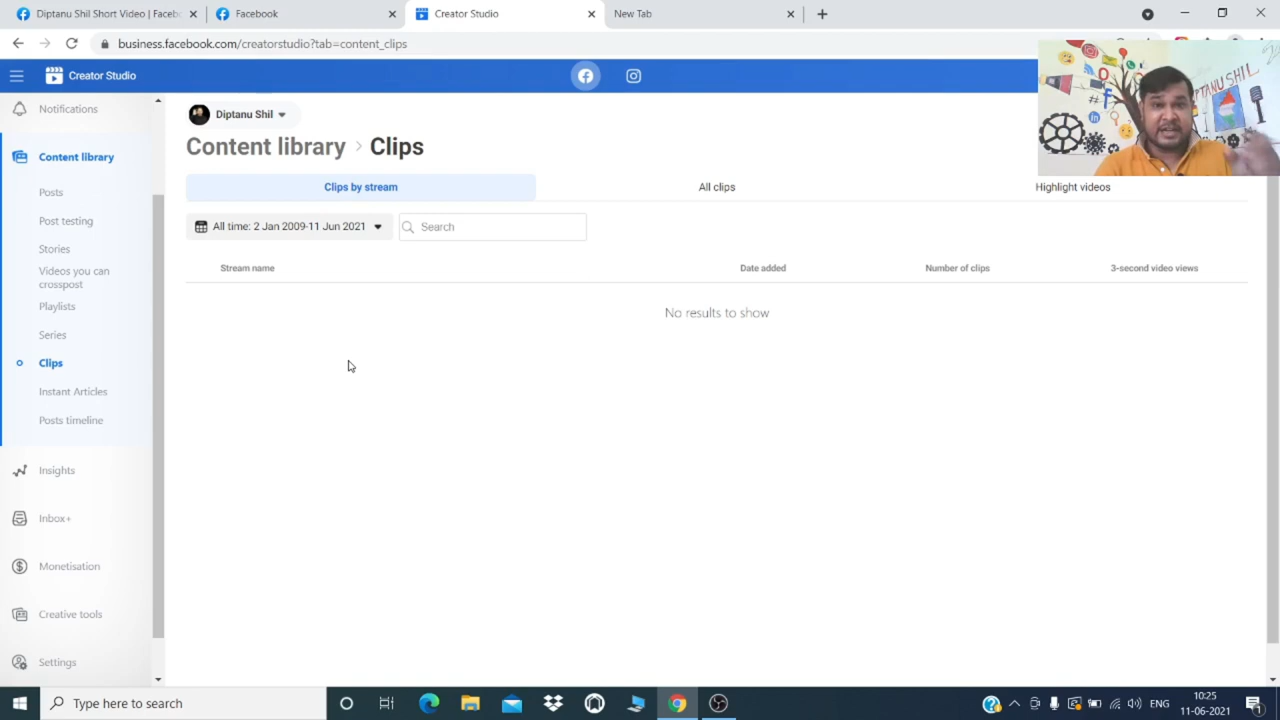 Diptanu Shil Short Video | Faceb
Facebook
Creator Studio
New Tab
business.facebook.com/creatorstudio?tab=content_clips
Creator Studio
Notifications
Diptanu Shil
Content library > Clips
Content library
Clips by stream
All clips
Highlight videos
Posts
Post testing
All time: 2 Jan 2009-11 Jun 2021
Search
Stories
Stream name
Date added
Number of clips
3-second video views
Videos you can
crosspost
Playlists
No results to show
Series
Clips
Instant Articles
Posts timeline
Insights
Inbox+
Monetisation
Creative tools
Settings
Type here to search
ENG
10:25
11-06-2021
1